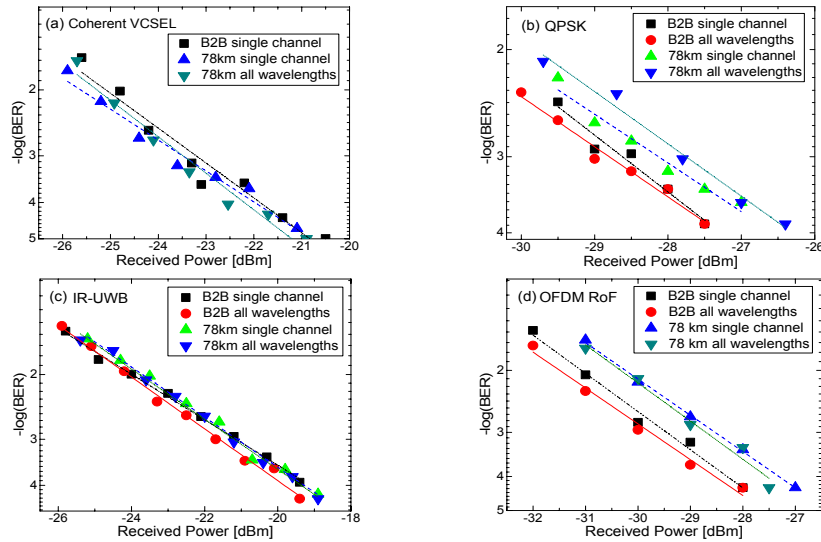 (a) Coherent VCSEL
B2B single channel
78km single channel
78km all wavelengths
-log(BER)
2
3
4
5
-26 -25 -24 -23 -22 -21 -20
Received Power [dBm]
(b) QPSK
B2B single channel
B2B all wavelengths
78km single channel
78km all wavelengths
-log(BER)
2
3
4
-30 -29 -28 -27
Received Power [dBm]
(c) IR-UWB
B2B single channel
B2B all wavelengths
78km single channel
78km all wavelengths
-log(BER)
2
3
4
-26 -25 -24 -23 -22 -21 -20 -19 -18
Received Power [dBm]
(d) OFDM RoF
B2B single channel
B2B all wavelengths
78 km single channel
78 km all wavelengths
-log(BER)
2
3
4
5
-32 -31 -30 -29 -28 -27
Received Power [dBm]